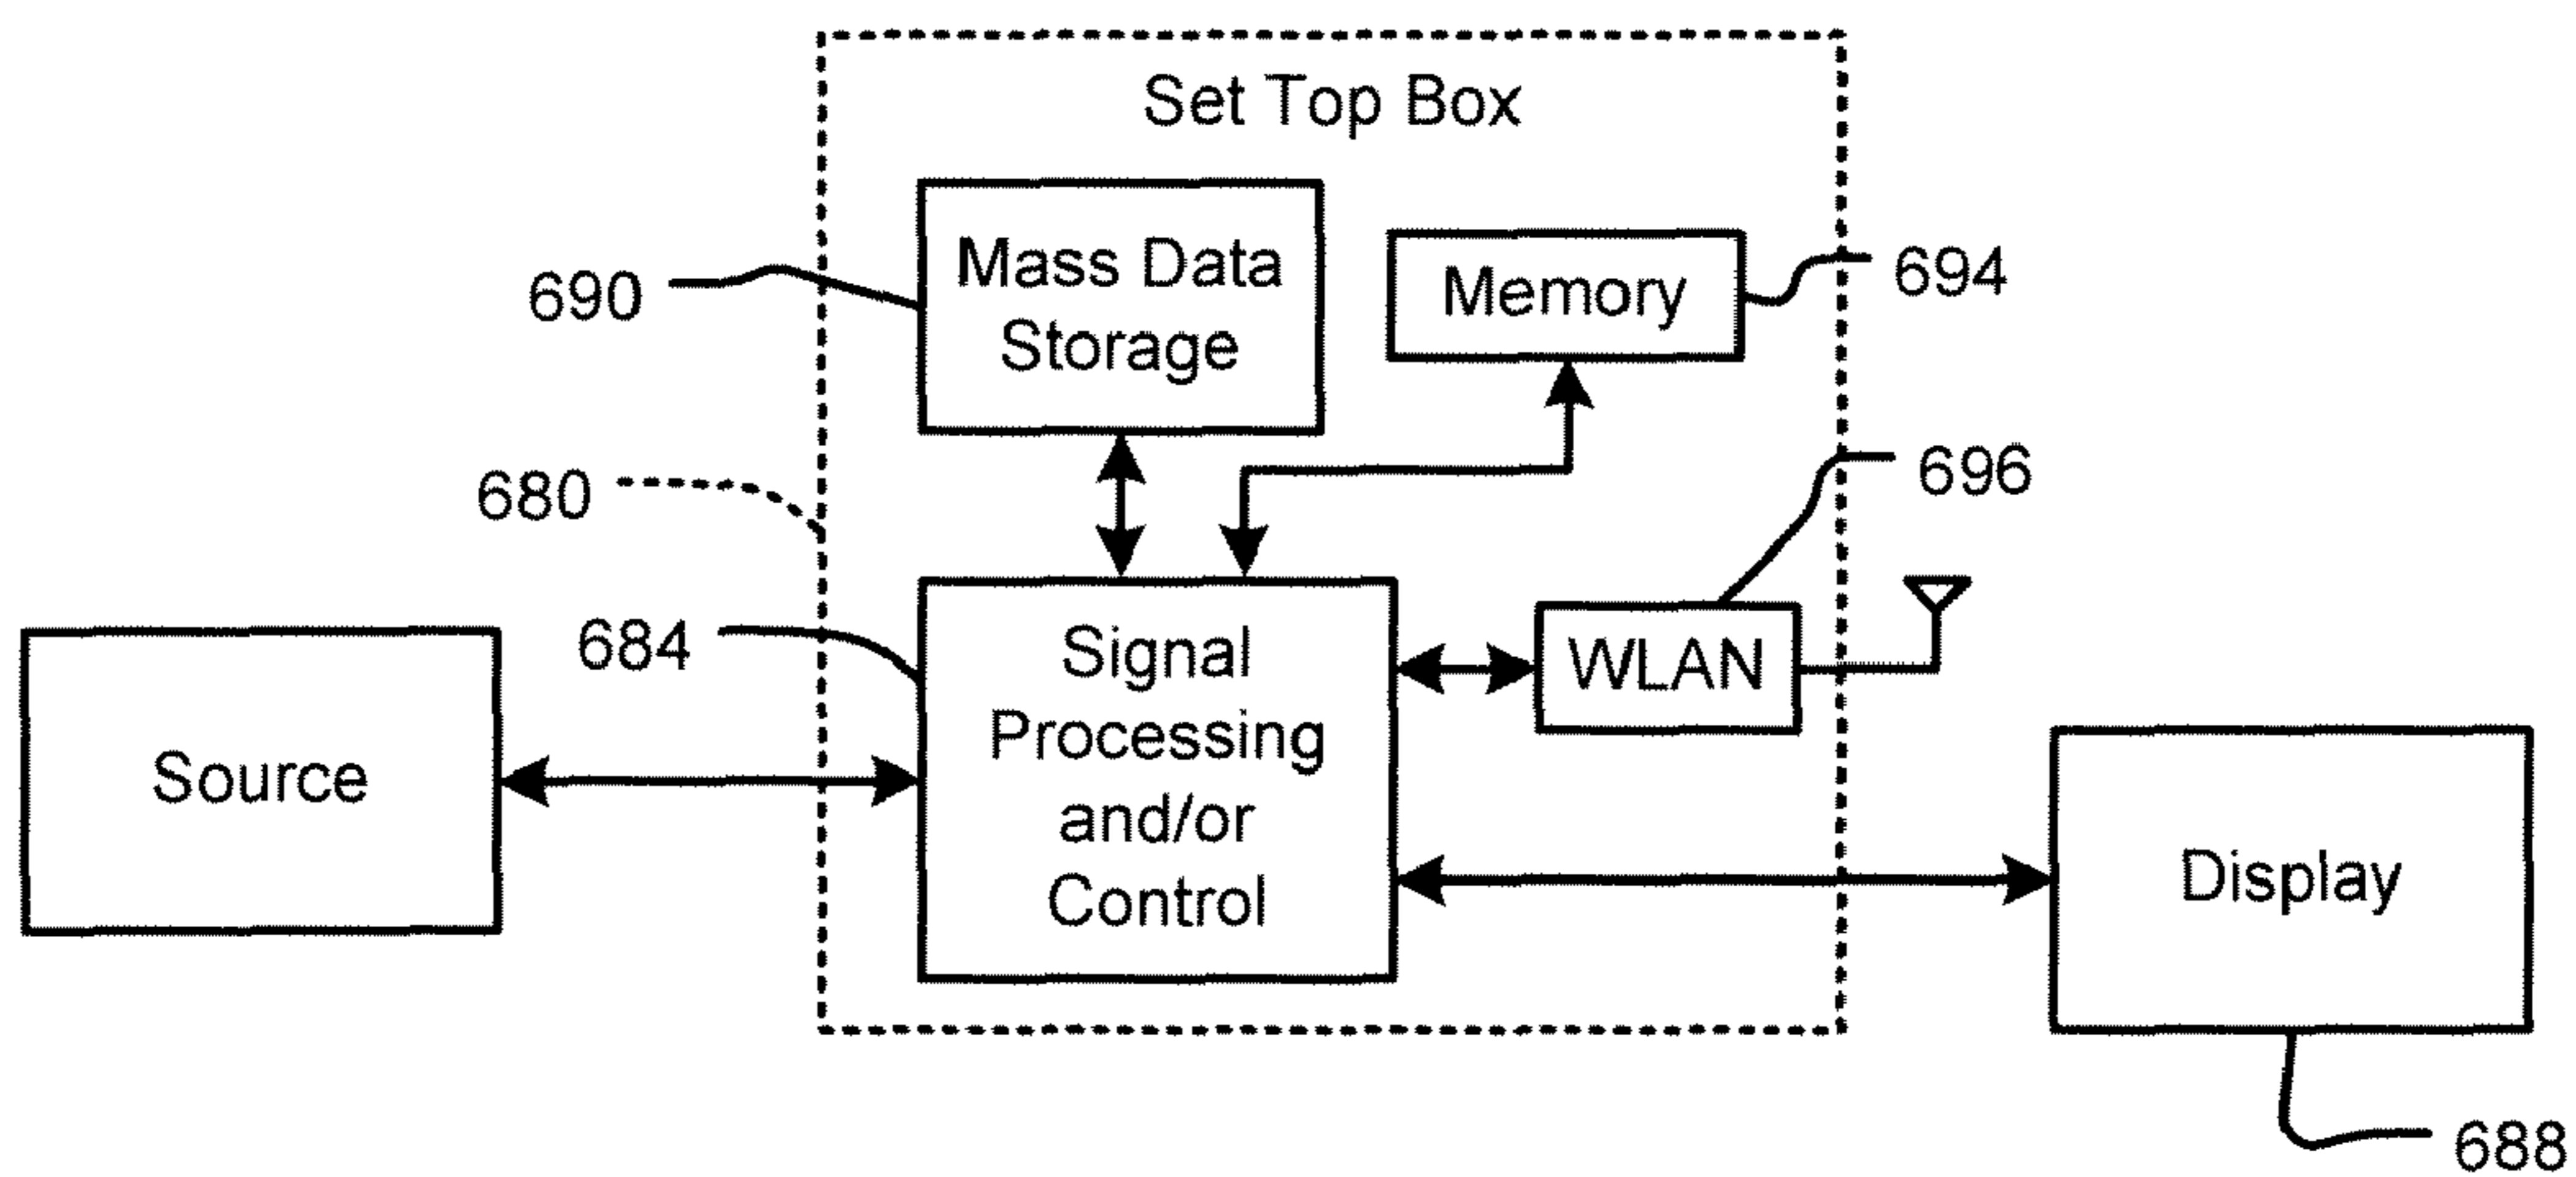 Set Top Box
Mass Data
Storage
Memory
690
694
680
696
684
Signal
Processing
and/or
Control
WLAN
Source
Display
688